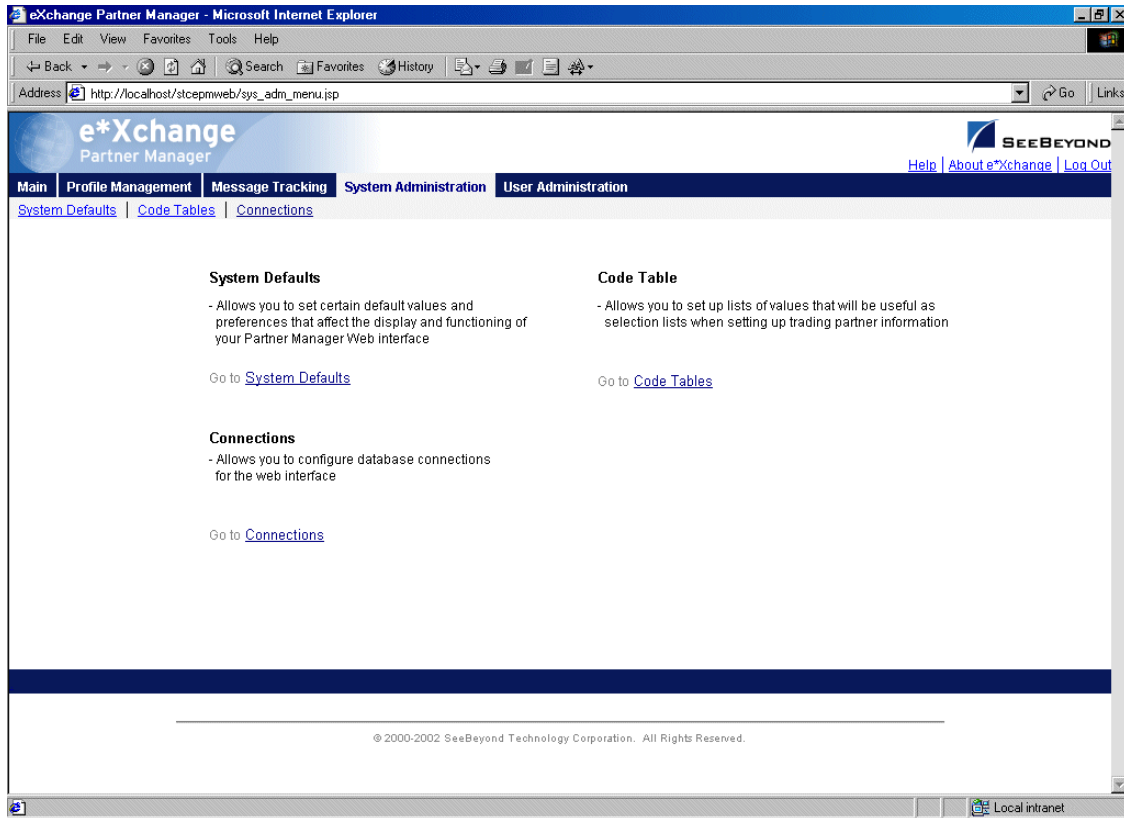 eXchange Partner Manager - Microsoft Internet Explorer
File Edit View Favorites Tools Help
Back Search Favorites History
Address http://localhost/stcepmweb/sys_adm_menu.jsp Go Links
e*Xchange
Partner Manager
SEEBEYOND
Help | About e*Xchange | Log Out
Main Profile Management Message Tracking System Administration User Administration
System Defaults | Code Tables | Connections
System Defaults
- Allows you to set certain default values and
preferences that affect the display and functioning of
your Partner Manager Web interface
Go to System Defaults
Code Table
- Allows you to set up lists of values that will be useful as
selection lists when setting up trading partner information
Go to Code Tables
Connections
- Allows you to configure database connections
for the web interface
Go to Connections
© 2000-2002 SeeBeyond Technology Corporation. All Rights Reserved.
Local intranet